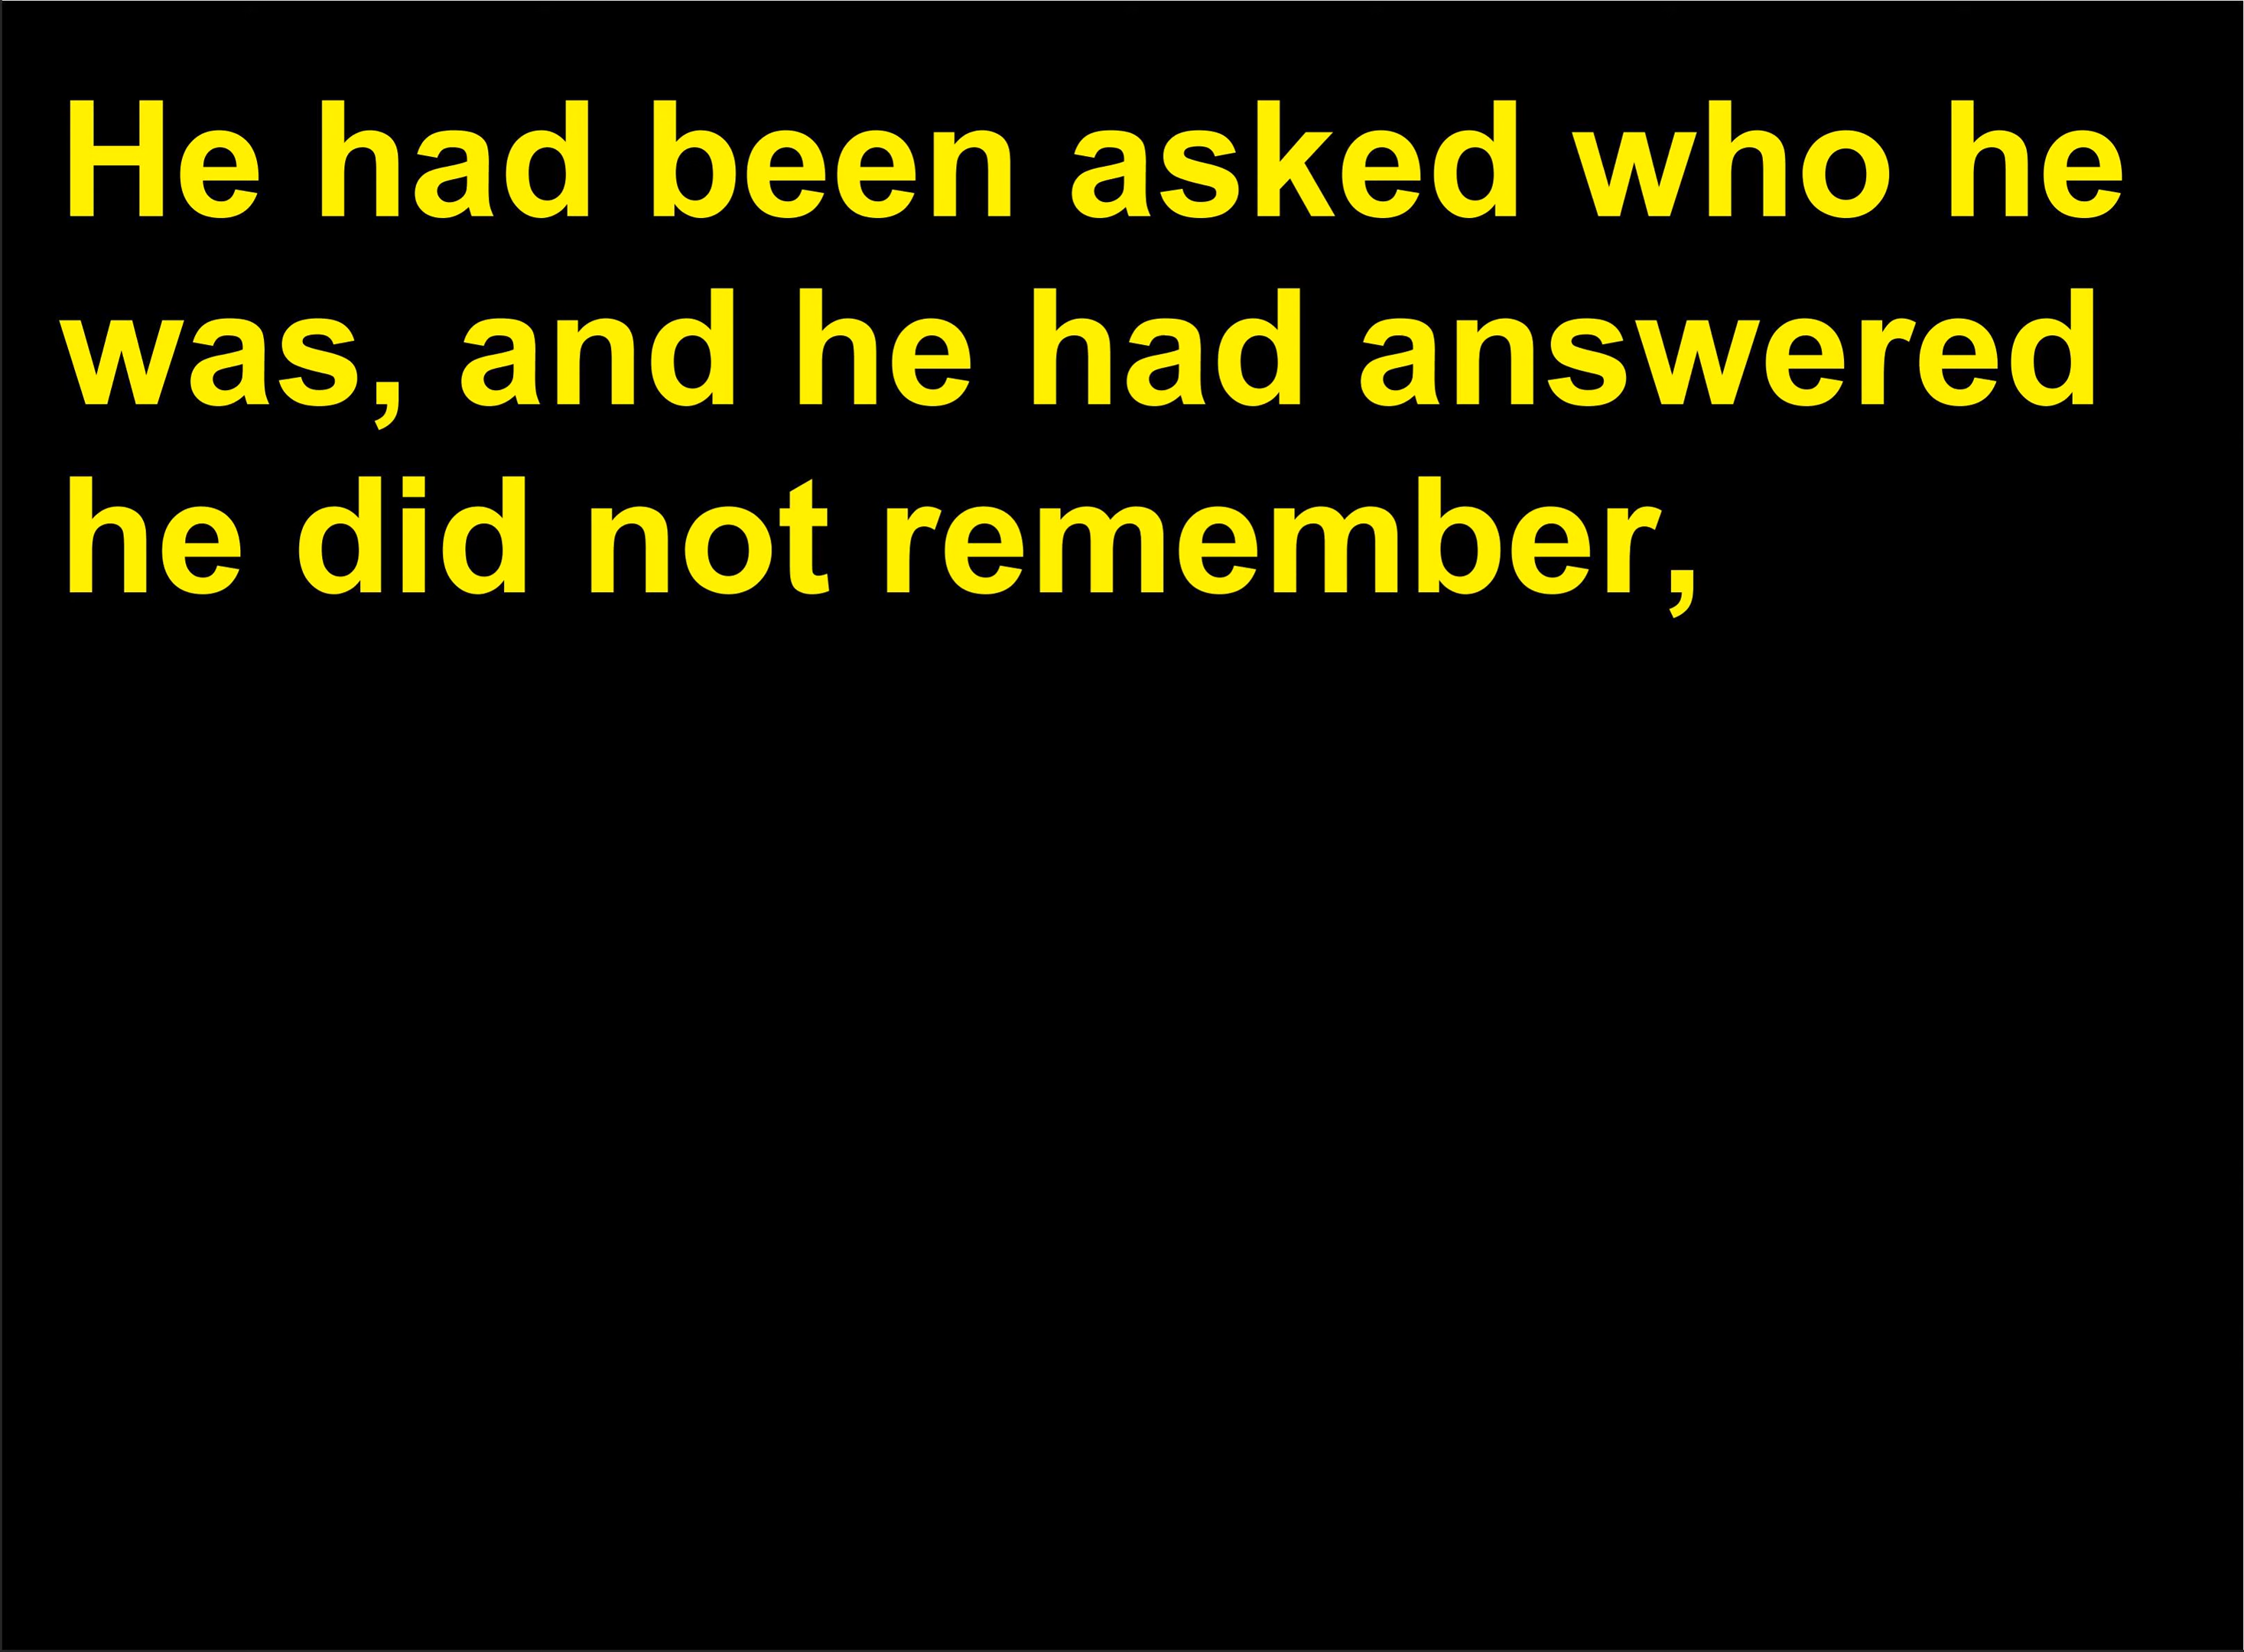 He had been asked who he
was, and he had answered
he did not remember,